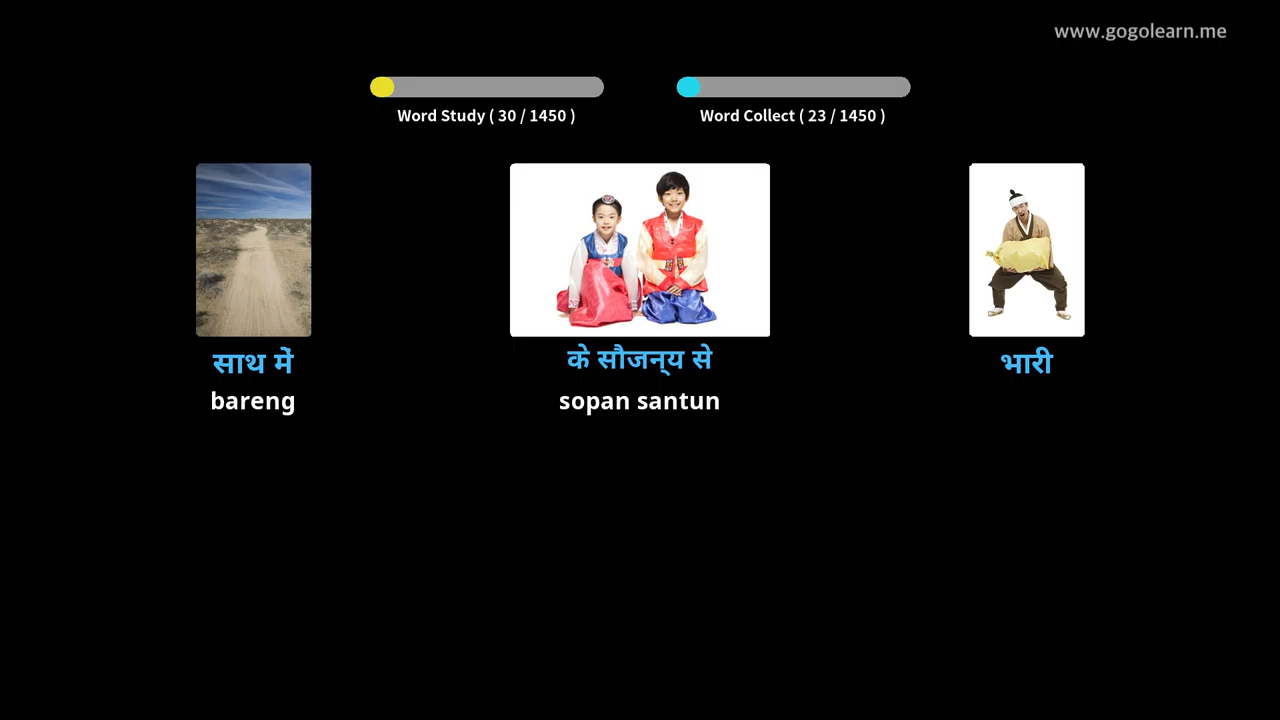 www.gogolearn.me
Word Study ( 30 / 1450 )
Word Collect ( 23 / 1450 )
साथ में
के सौजन्य से
भारी
bareng
sopan santun